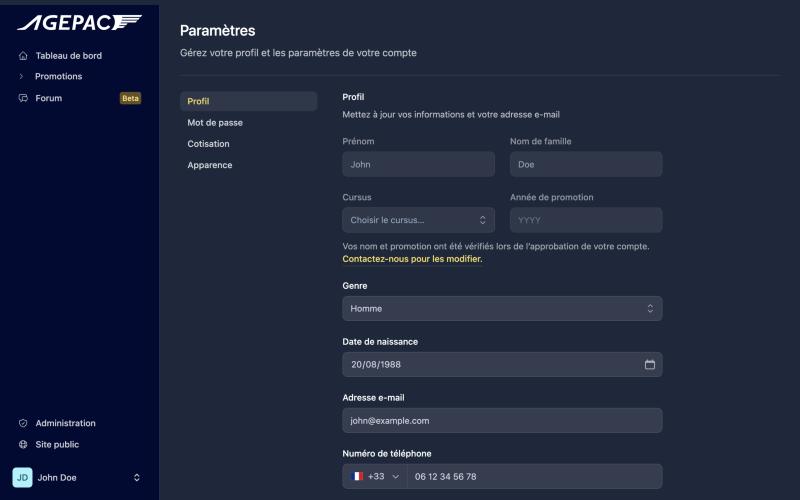 AGEPAC
Tableau de bord
Promotions
Forum
Beta
Administration
Site public
JD
John Doe
Paramètres
Gérez votre profil et les paramètres de votre compte
Profil
Mot de passe
Cotisation
Apparence
Profil
Mettez à jour vos informations et votre adresse e-mail
Prénom
Nom de famille
John
Doe
Cursus
Année de promotion
Choisir le cursus...
YYYY
Vos nom et promotion ont été vérifiés lors de l'approbation de votre compte.
Contactez-nous pour les modifier.
Genre
Homme
Date de naissance
20/08/1988
Adresse e-mail
john@example.com
Numéro de téléphone
+33
06 12 34 56 78